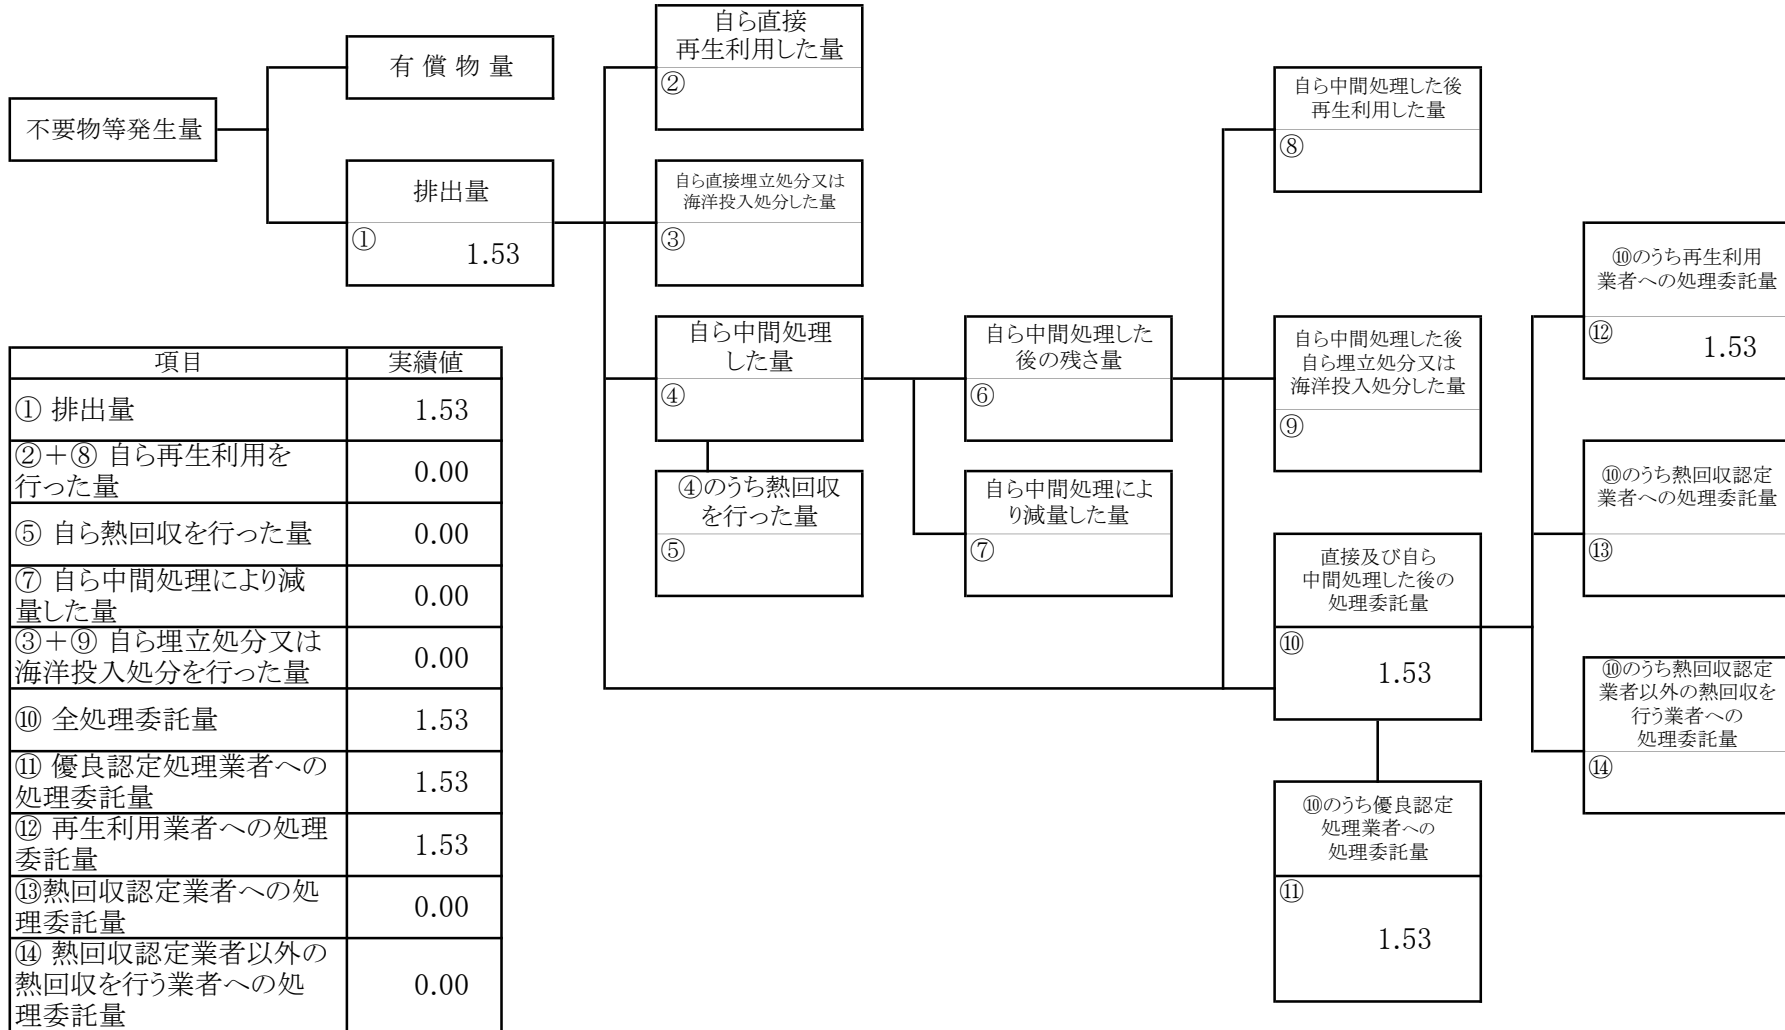 自ら直接
再生利用した量
②
有 償 物 量
不要物等発生量
排出量
①
1.53
自ら直接埋立処分又は
海洋投入処分した量
③
自ら中間処理した後
再生利用した量
⑧
自ら中間処理
した量
④
自ら中間処理した
後の残さ量
⑥
自ら中間処理した後
自ら埋立処分又は
海洋投入処分した量
⑨
⑩のうち再生利用
業者への処理委託量
⑫
1.53
④のうち熱回収
を行った量
⑤
自ら中間処理によ
り減量した量
⑦
直接及び自ら
中間処理した後の
処理委託量
⑩
1.53
⑩のうち熱回収認定
業者への処理委託量
⑬
⑩のうち熱回収認定
業者以外の熱回収を
行う業者への
処理委託量
⑭
⑩のうち優良認定
処理業者への
処理委託量
⑪
1.53
項目 実績値
① 排出量 1.53
②＋⑧ 自ら再生利用を
行った量 0.00
⑤ 自ら熱回収を行った量 0.00
⑦ 自ら中間処理により減
量した量 0.00
③＋⑨ 自ら埋立処分又は
海洋投入処分を行った量 0.00
⑩ 全処理委託量 1.53
⑪ 優良認定処理業者への
処理委託量 1.53
⑫ 再生利用業者への処理
委託量 1.53
⑬熱回収認定業者への処
理委託量 0.00
⑭ 熱回収認定業者以外の
熱回収を行う業者への処
理委託量 0.00